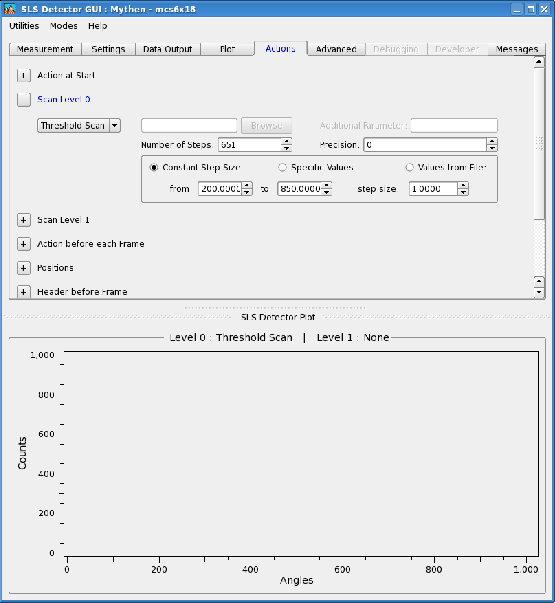 SLS Detector GUI : Mythen - mcs6x18
Utilities Modes Help
Measurement Settings Data Output Plot Actions Advanced Debugging Developer Messages
+ Action at Start
Scan Level 0
Threshold Scan Browse Additional Parameter:
Number of Steps: 651 Precision: 0
Constant Step Size Specific Values Values from File:
from 200.0000 to 850.0000 step size: 1.0000
+ Scan Level 1
+ Action before each Frame
+ Positions
+ Header before Frame
SLS Detector Plot
Level 0 : Threshold Scan | Level 1 : None
1,000
800
600
400
200
0
Counts
0 200 400 600 800 1,000
Angles